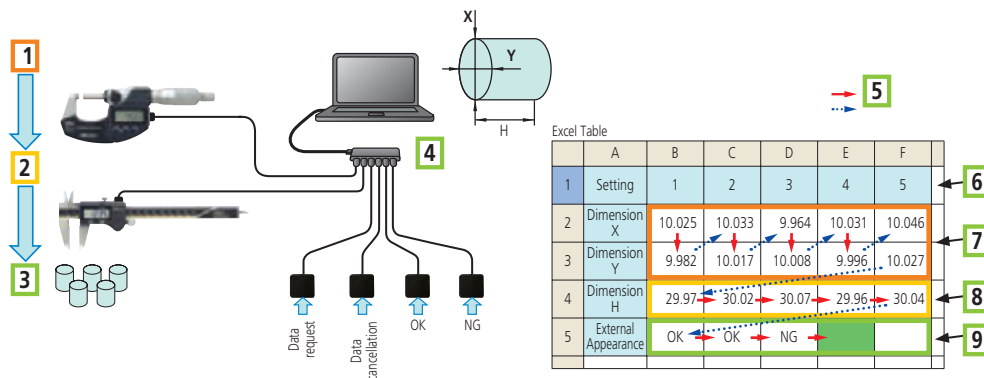 1
2
3
4
X
Y
H
5
Data request
Data cancellation
OK
NG
Excel Table
A B C D E F
1 Setting 1 2 3 4 5
2 Dimension X 10.025 10.033 9.964 10.031 10.046
3 Dimension Y 9.982 10.017 10.008 9.996 10.027
4 Dimension H 29.97 30.02 30.07 29.96 30.04
5 External Appearance OK OK NG
6
7
8
9